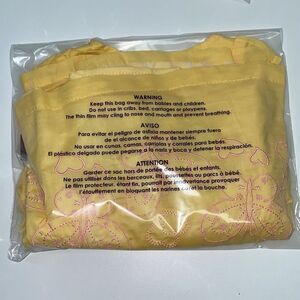 WARNING
Keep this bag away from babies and children.
Do not use in cribs, bed, carriages or playpens.
The thin film may cling to nose and mouth and prevent breathing.
AVISO
Para evitar el peligro de asfixia mantener siempre fuera
de el alcance de niños y de bebés.
No usar en cunas, camas, carriolas y corrales para bebés.
El plástico delgado puede pegarse a la nariz y boca y detener la respiración.
ATTENTION
Garder ce sac hors de portée des bébés et enfants.
Ne pas utiliser dans les berceaux, lits, poussettes ou parcs à bébé.
Le film protecteur, étant fin, pourrait par inadvertance provoquer
l'étouffement en bloquant les narines et la bouche.